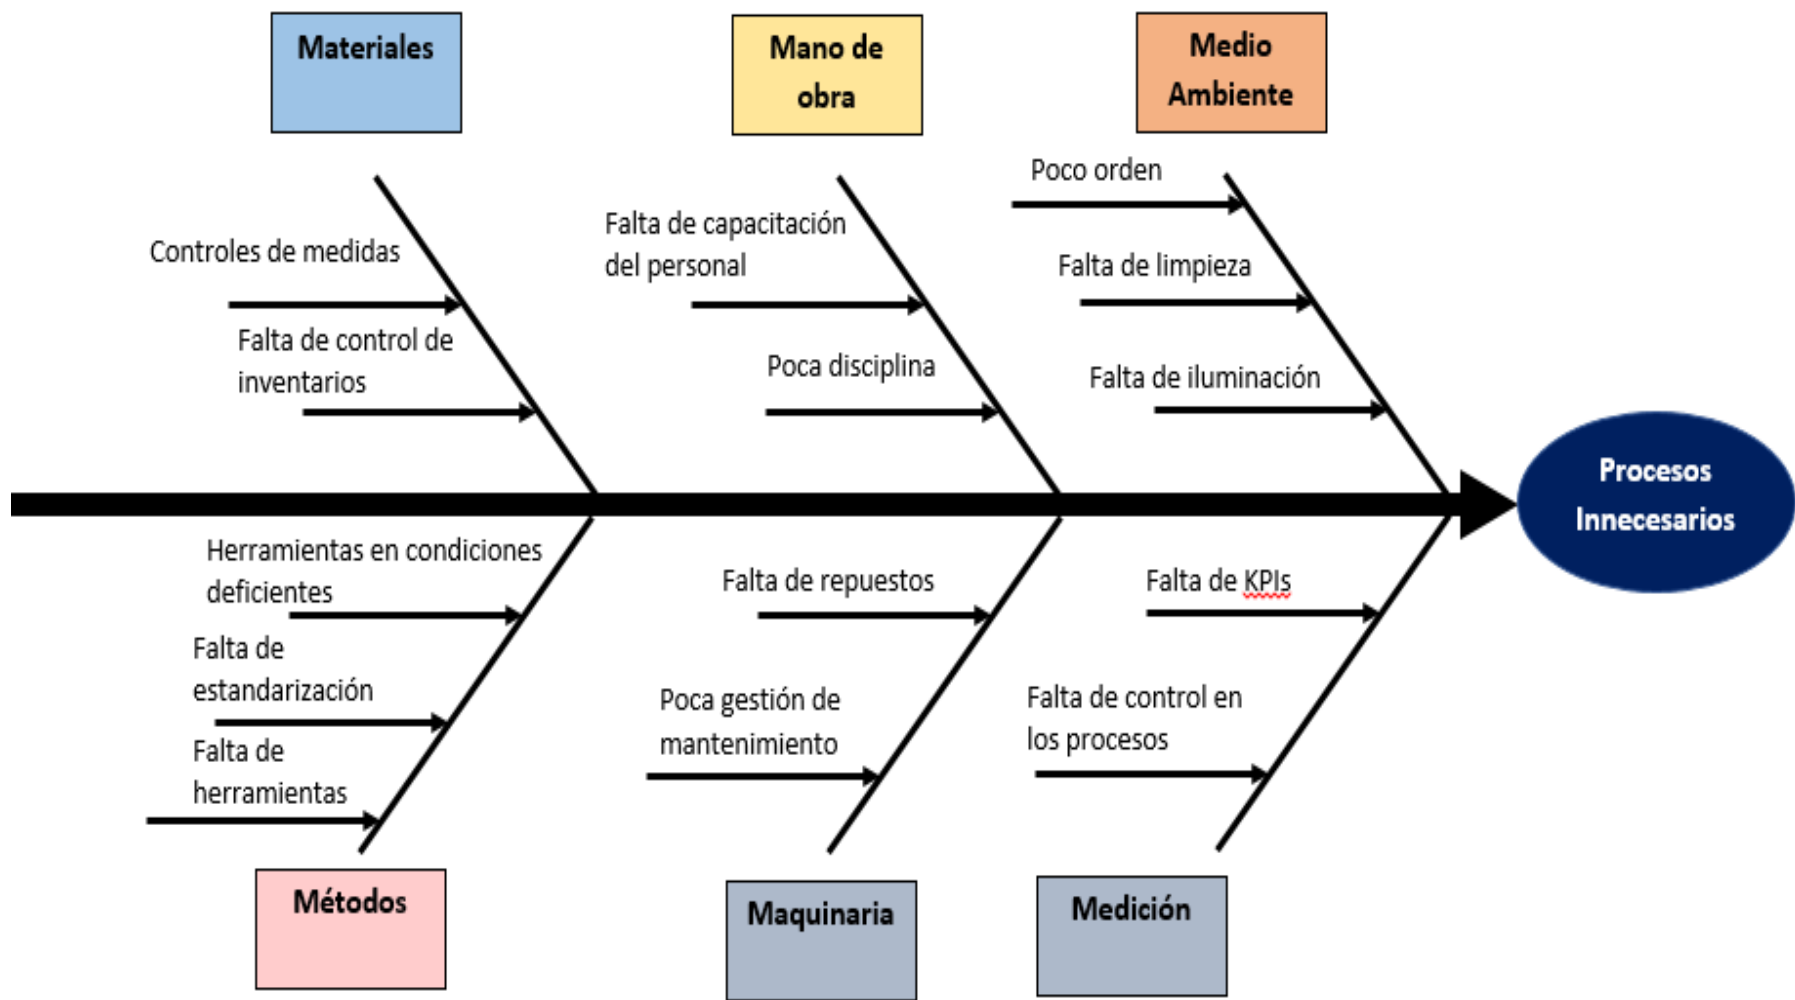 Materiales
Mano de
obra
Medio
Ambiente
Controles de medidas
Falta de control de
inventarios
Falta de capacitación
del personal
Poca disciplina
Poco orden
Falta de limpieza
Falta de iluminación
Procesos
Innecesarios
Herramientas en condiciones
deficientes
Falta de
estandarización
Falta de
herramientas
Falta de repuestos
Poca gestión de
mantenimiento
Falta de KPIs
Falta de control en
los procesos
Métodos
Maquinaria
Medición